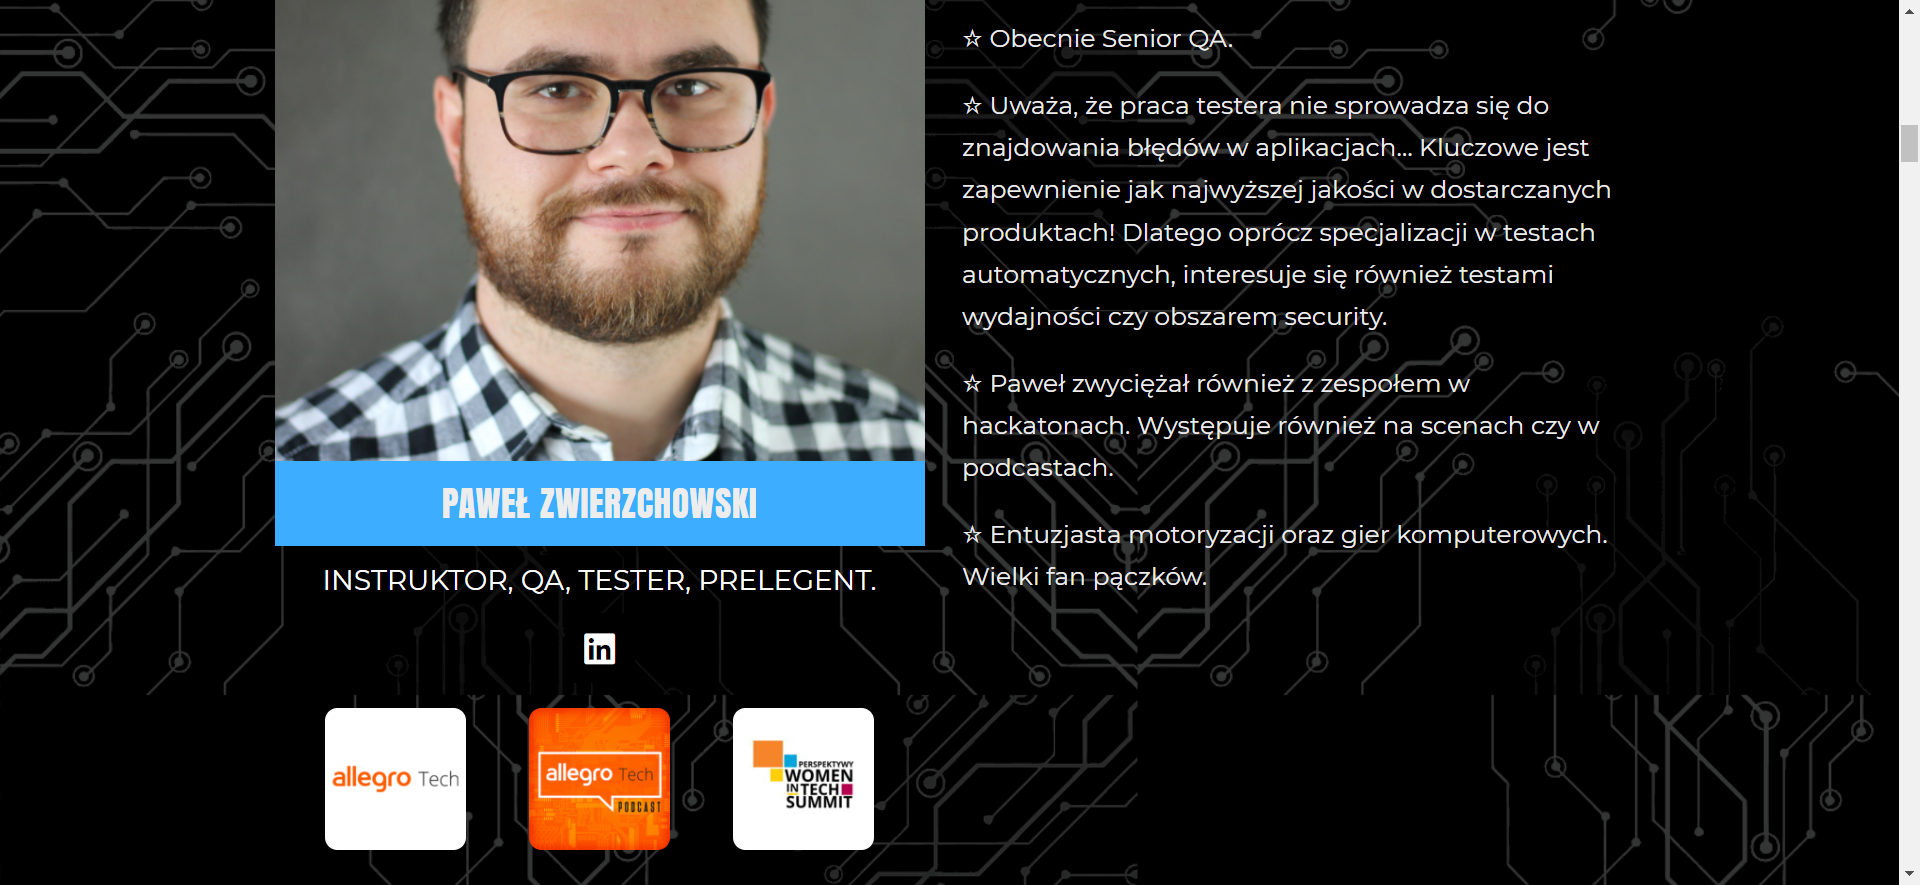 ☆ Obecnie Senior QA.
☆ Uważa, że praca testera nie sprowadza się do
znajdowania błędów w aplikacjach... Kluczowe jest
zapewnienie jak najwyższej jakości w dostarczanych
produktach! Dlatego oprócz specjalizacji w testach
automatycznych, interesuje się również testami
wydajności czy obszarem security.
☆ Paweł zwyciężał również z zespołem w
hackatonach. Występuje również na scenach czy w
podcastach.
☆ Entuzjasta motoryzacji oraz gier komputerowych.
Wielki fan pączków.
PAWEŁ ZWIERZCHOWSKI
INSTRUKTOR, QA, TESTER, PRELEGENT.
in
allegro Tech
allegro Tech
PODCAST
PERSPEKTYWY
WOMEN
IN TECH
SUMMIT